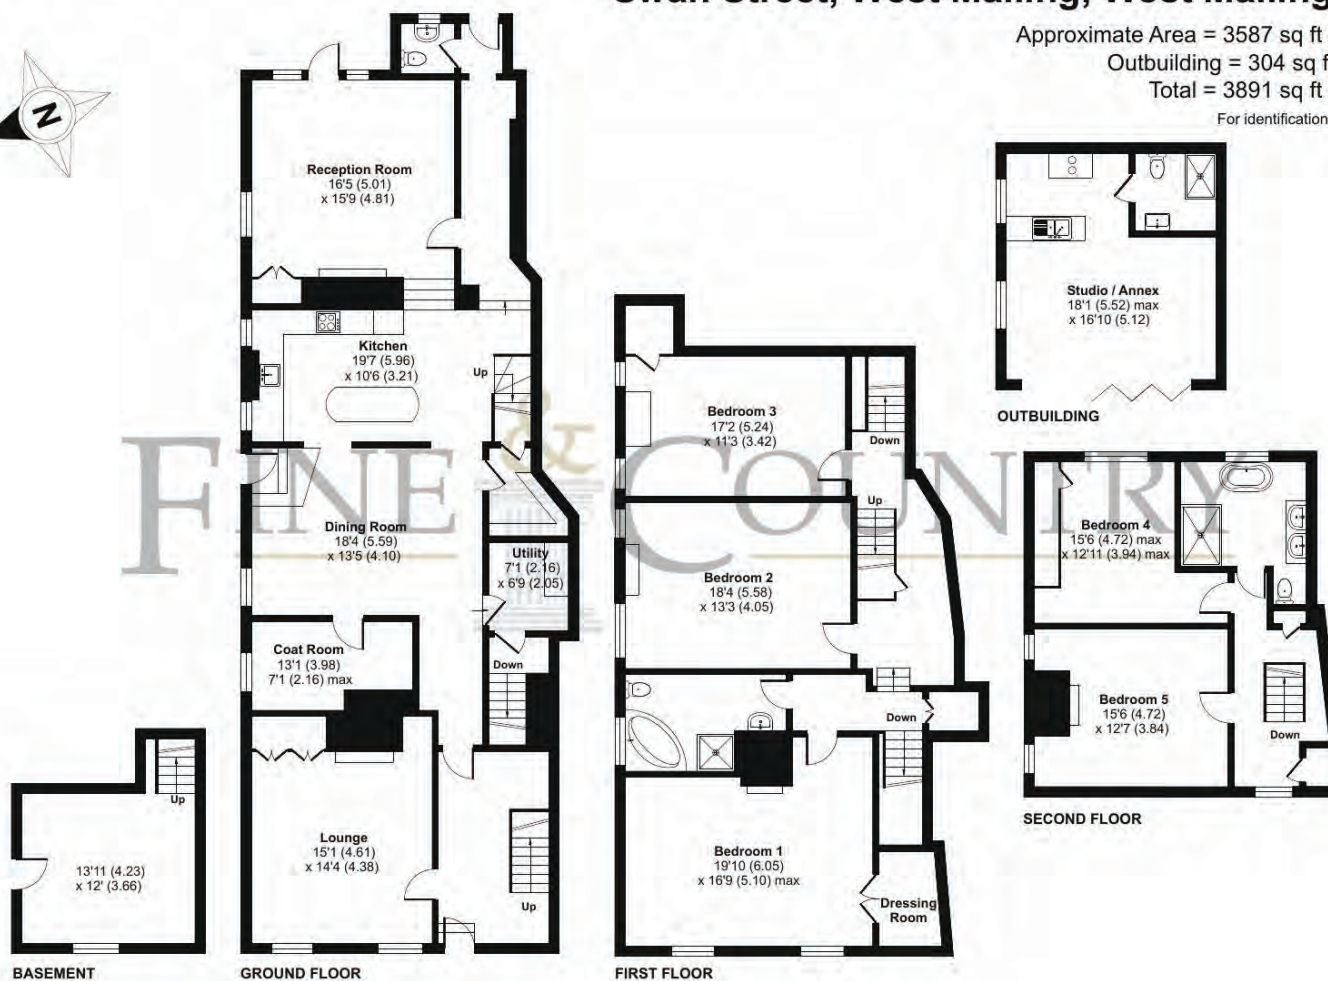 Swan Street, West Malling, West Malling
Approximate Area = 3587 sq ft
Outbuilding = 304 sq f
Total = 3891 sq ft
For identification
N
Reception Room
16'5 (5.01)
x 15'9 (4.81)
Kitchen
19'7 (5.96)
x 10'6 (3.21)
Up
Dining Room
18'4 (5.59)
x 13'5 (4.10)
Utility
7'1 (2.16)
x 6'9 (2.05)
Coat Room
13'1 (3.98)
7'1 (2.16) max
Down
Lounge
15'1 (4.61)
x 14'4 (4.38)
Up
GROUND FLOOR
Up
13'11 (4.23)
x 12' (3.66)
BASEMENT
Bedroom 3
17'2 (5.24)
x 11'3 (3.42)
Down
Up
Bedroom 2
18'4 (5.58)
x 13'3 (4.05)
Down
Bedroom 1
19'10 (6.05)
x 16'9 (5.10) max
Dressing
Room
FIRST FLOOR
Studio / Annex
18'1 (5.52) max
x 16'10 (5.12)
OUTBUILDING
Bedroom 4
15'6 (4.72) max
x 12'11 (3.94) max
Bedroom 5
15'6 (4.72)
x 12'7 (3.84)
Down
SECOND FLOOR
FINE & COUNTRY